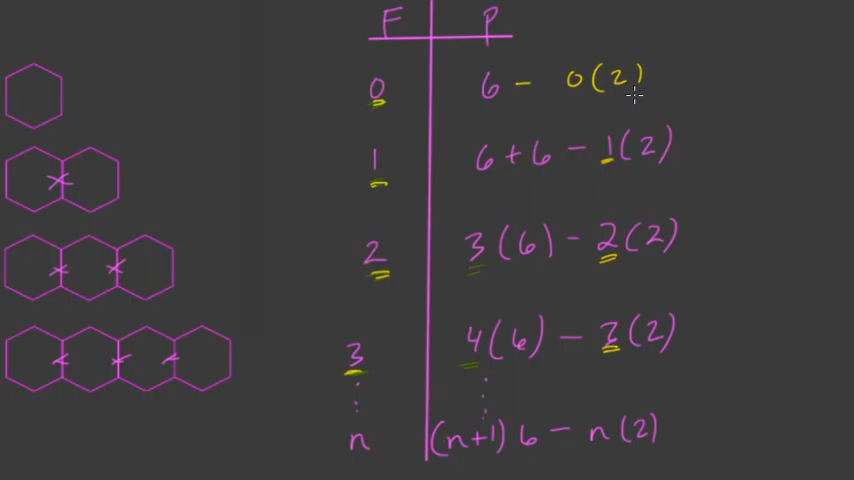 F P
0 6 - 0(2)
1 6+6 - 1(2)
2 3(6) - 2(2)
3 4(6) - 3(2)
⋮ ⋮
n (n+1)6 - n(2)